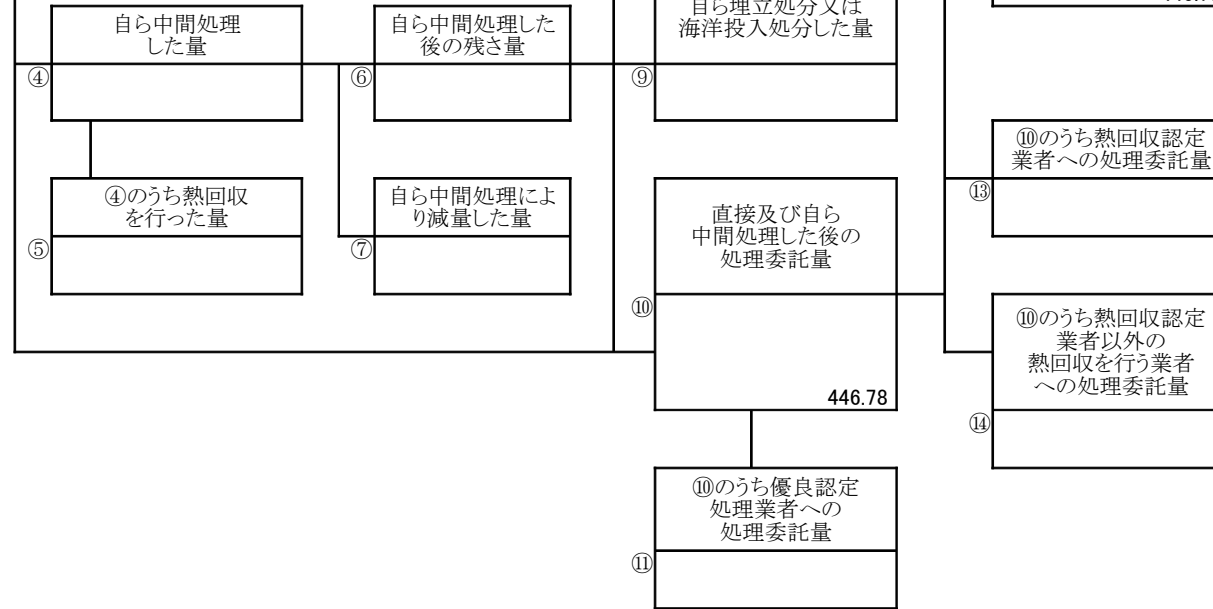 自ら中間処理
した量
④
自ら中間処理した
後の残さ量
⑥
自ら埋立処分又は
海洋投入処分した量
⑨
④のうち熱回収
を行った量
⑤
自ら中間処理によ
り減量した量
⑦
直接及び自ら
中間処理した後の
処理委託量
⑩
446.78
⑩のうち優良認定
処理業者への
処理委託量
⑪
⑩のうち熱回収認定
業者への処理委託量
⑬
⑩のうち熱回収認定
業者以外の
熱回収を行う業者
への処理委託量
⑭